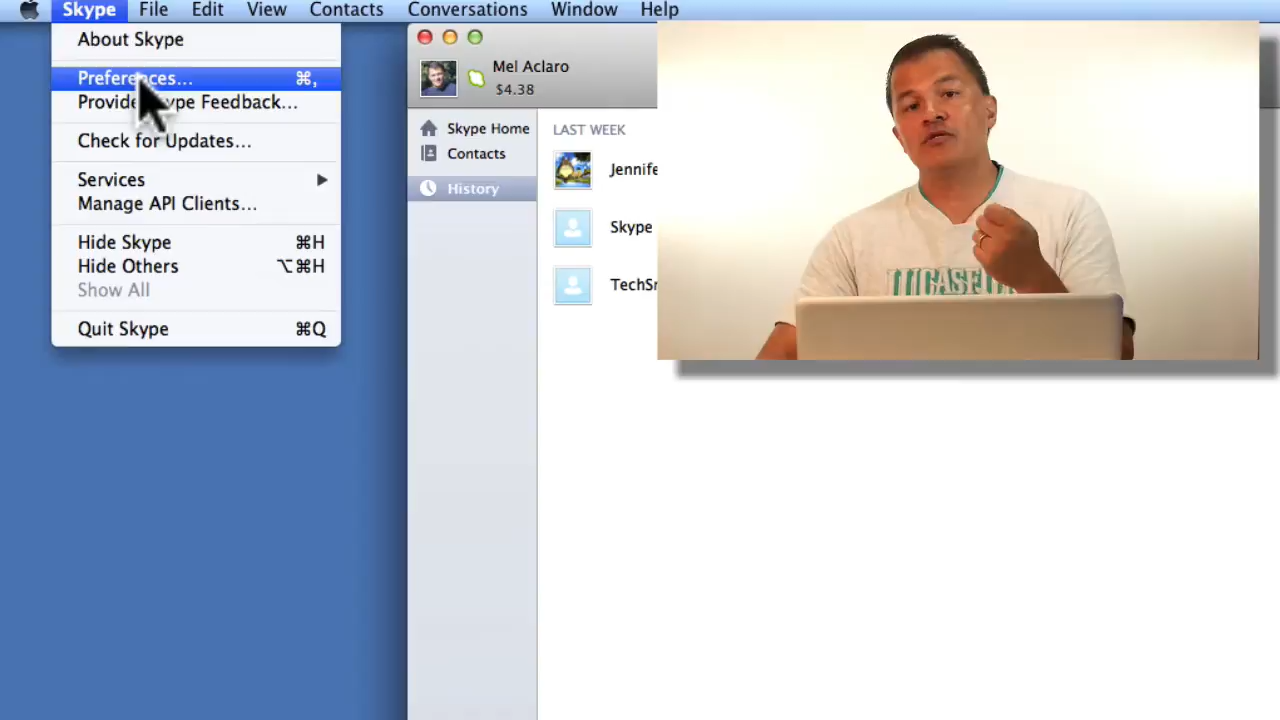 Skype File Edit View Contacts Conversations Window Help
About Skype
Preferences... ⌘,
Provide Skype Feedback...
Check for Updates...
Services
Manage API Clients...
Hide Skype ⌘H
Hide Others ⌥⌘H
Show All
Quit Skype ⌘Q
Mel Aclaro
$4.38
Skype Home
Contacts
History
LAST WEEK
Jennife
Skype
TechSm